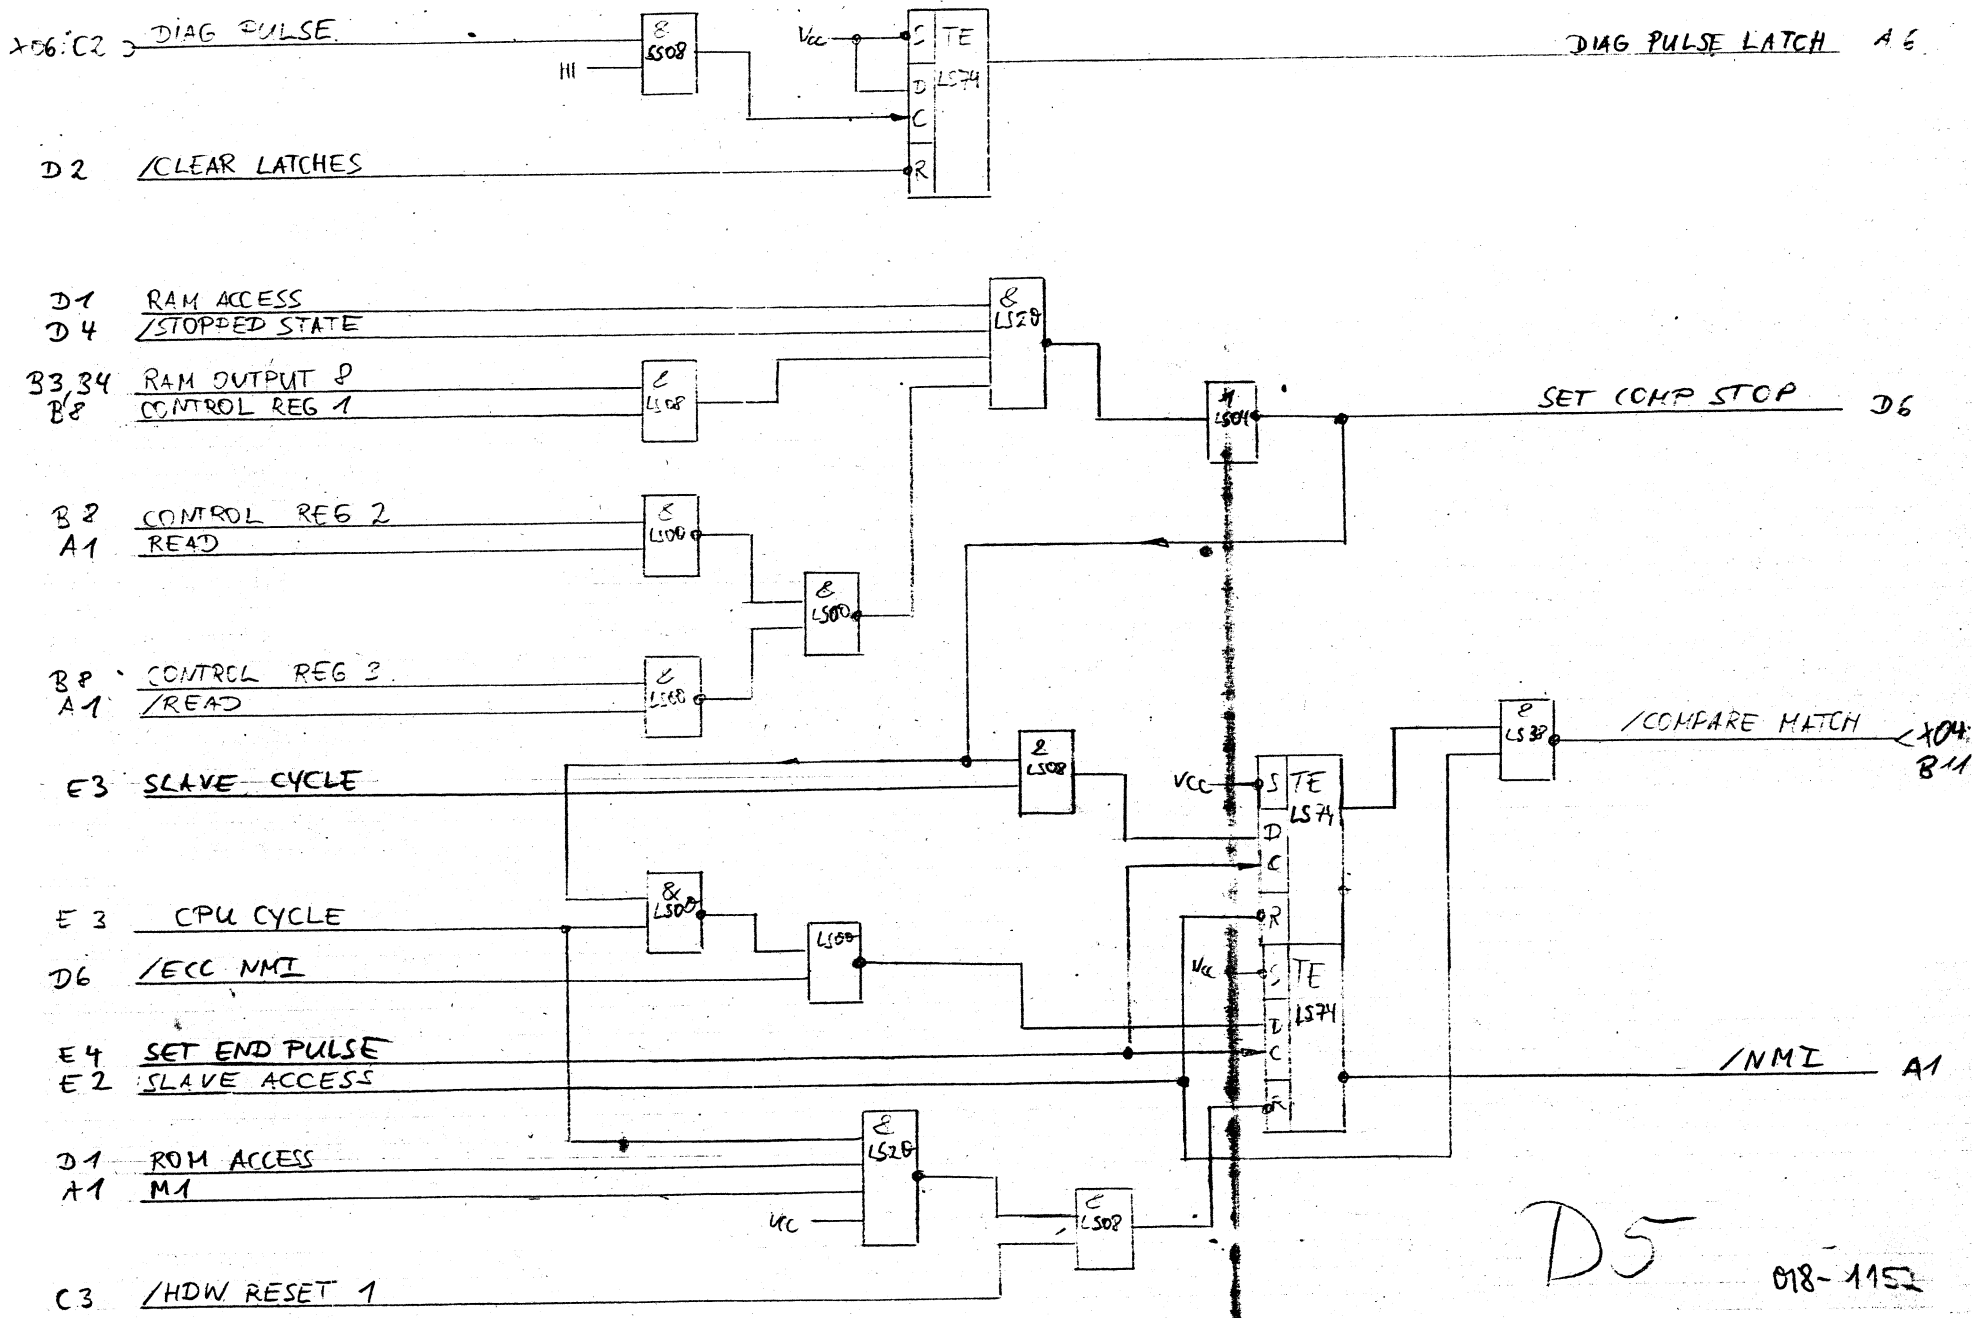 X06:C2 DIAG PULSE
HI
&
LS08
Vcc
S TE
D LS74
C
R
DIAG PULSE LATCH A6
D2 /CLEAR LATCHES
D1 RAM ACCESS
D4 /STOPPED STATE
&
LS20
B3,B4 RAM OUTPUT 8
B8 CONTROL REG 1
&
LS08
1
LS04
SET COMP STOP D6
B8 CONTROL REG 2
A1 READ
&
LS00
&
LS00
B8 CONTROL REG 3
A1 /READ
&
LS00
E3 SLAVE CYCLE
&
LS08
VCC
S TE
LS74
D
C
R
&
LS38
/COMPARE MATCH X04:
B11
E3 CPU CYCLE
&
LS00
D6 /ECC NMI
LS00
Vcc
S TE
D LS74
C
R
E4 SET END PULSE
E2 SLAVE ACCESS
/NMI A1
D1 ROM ACCESS
A1 M1
VCC
&
LS20
&
LS08
C3 /HDW RESET 1
D5
018-1152